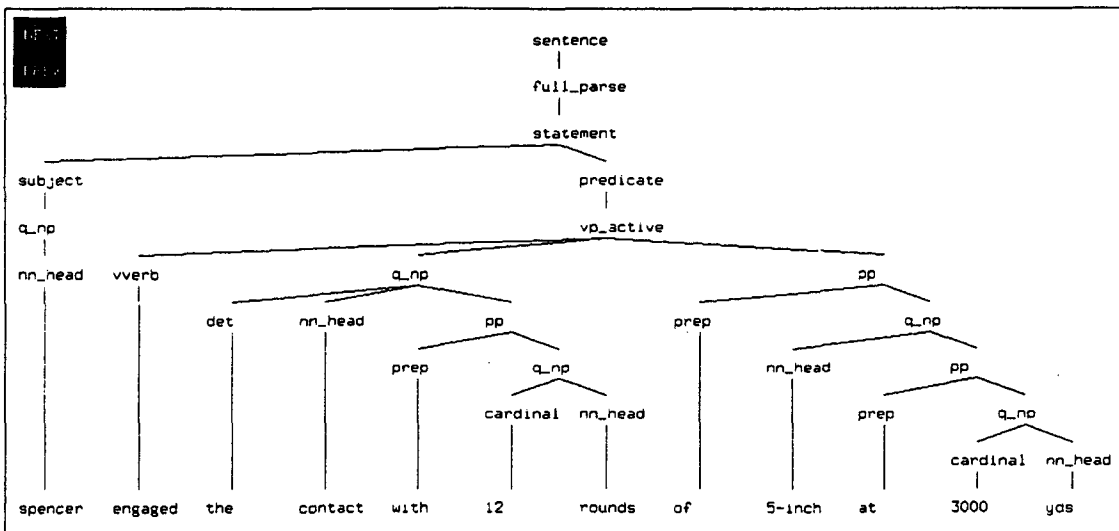 sentence
full_parse
statement
subject predicate
q_np vp_active
nn_head vverb q_np pp
det nn_head pp prep q_np
prep q_np nn_head pp
cardinal nn_head prep q_np
cardinal nn_head
spencer engaged the contact with 12 rounds of 5-inch at 3000 yds